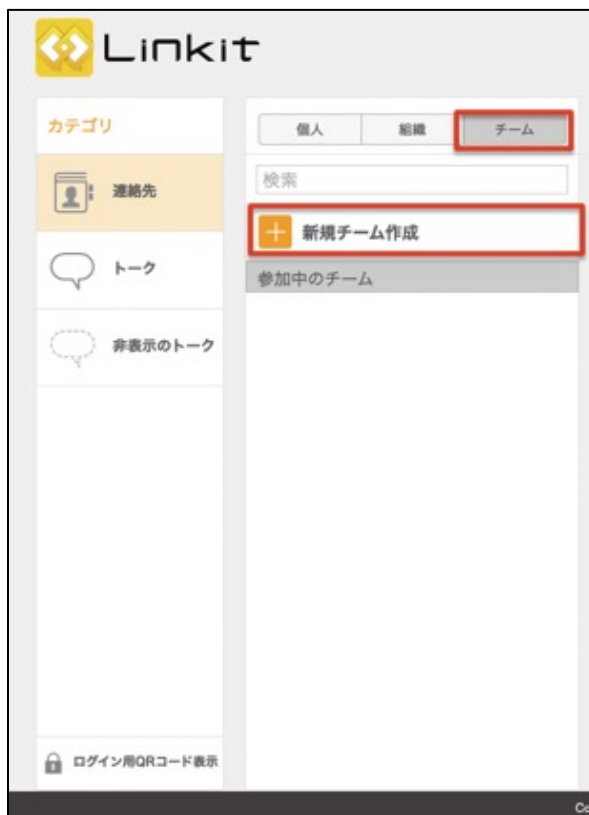 Linkit
カテゴリ
連絡先
トーク
非表示のトーク
ログイン用QRコード表示
個人 組織 チーム
検索
新規チーム作成
参加中のチーム